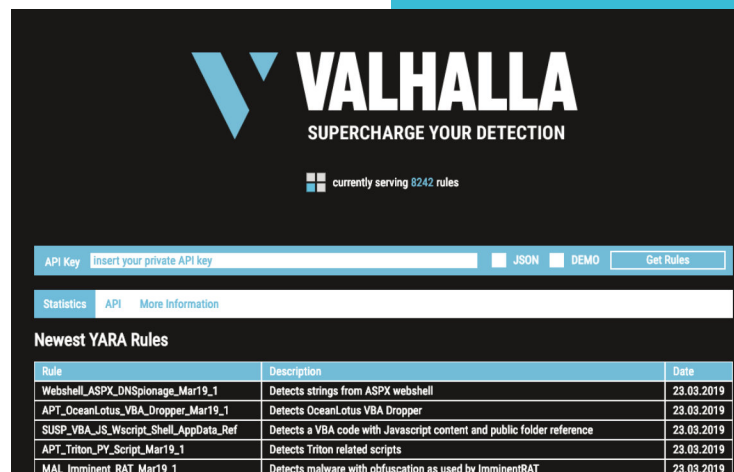 VALHALLA
SUPERCHARGE YOUR DETECTION
currently serving 8242 rules
API Key insert your private API key JSON DEMO Get Rules
Statistics API More Information
Newest YARA Rules
Rule Description Date
Webshell_ASPX_DNSpionage_Mar19_1 Detects strings from ASPX webshell 23.03.2019
APT_OceanLotus_VBA_Dropper_Mar19_1 Detects OceanLotus VBA Dropper 23.03.2019
SUSP_VBA_JS_Wscript_Shell_AppData_Ref Detects a VBA code with Javascript content and public folder reference 23.03.2019
APT_Triton_PY_Script_Mar19_1 Detects Triton related scripts 23.03.2019
MAL_Imminent_RAT_Mar19_1 Detects malware with obfuscation as used by ImminentRAT 23.03.2019